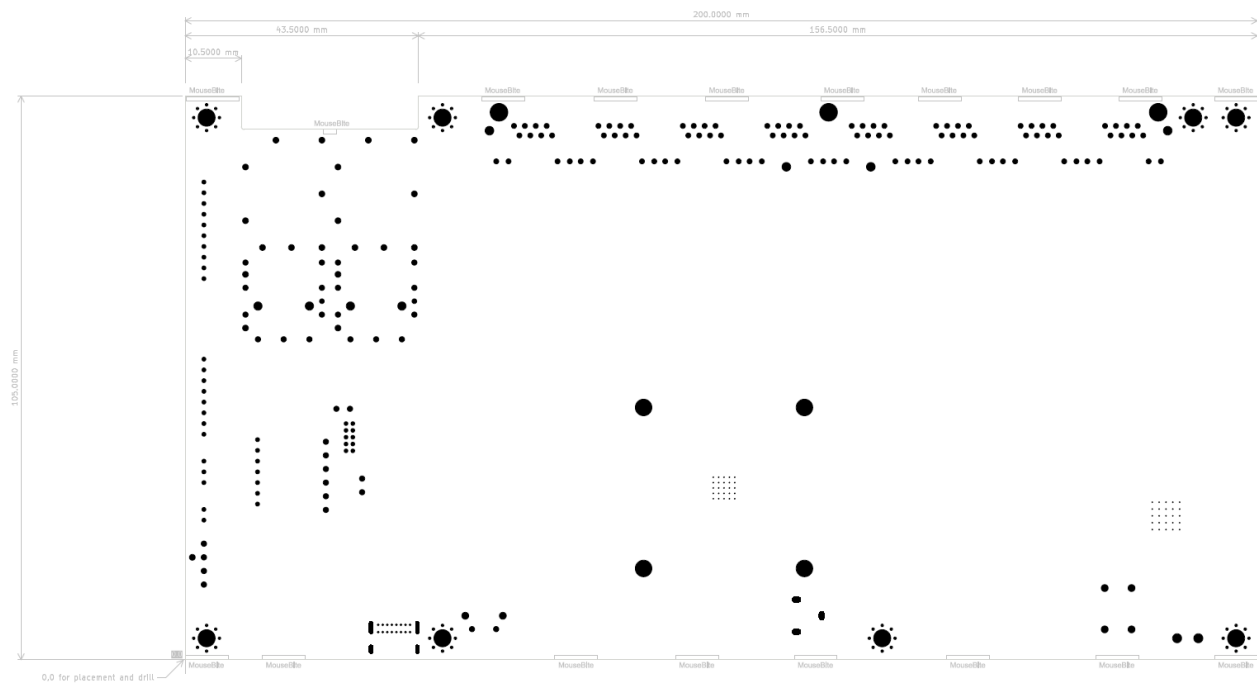 200.0000 mm
43.5000 mm 156.5000 mm
10.5000 mm
MouseBite MouseBite MouseBite MouseBite MouseBite MouseBite MouseBite MouseBite MouseBite
MouseBite
105.0000 mm
MouseBite MouseBite MouseBite MouseBite MouseBite MouseBite MouseBite MouseBite
0,0 for placement and drill